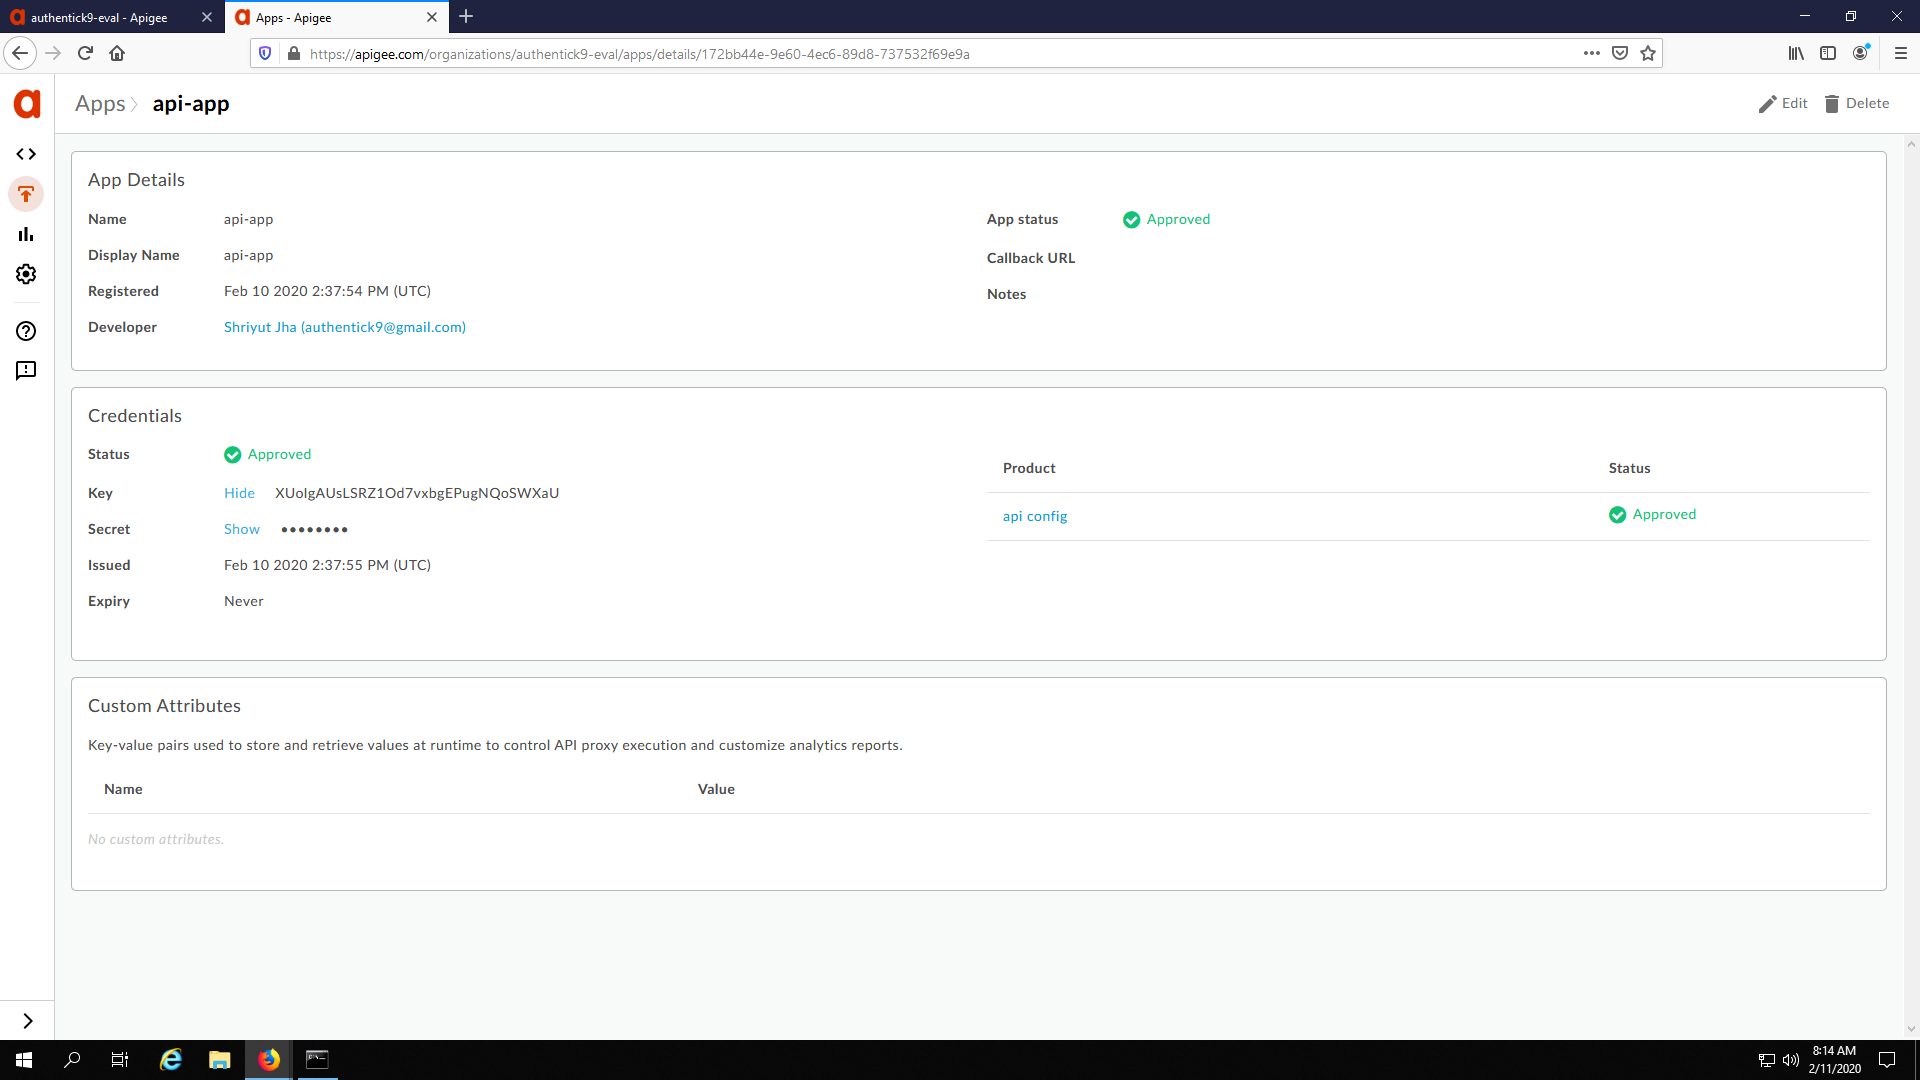 authentick9-eval - Apigee
Apps - Apigee
https://apigee.com/organizations/authentick9-eval/apps/details/172bb44e-9e60-4ec6-89d8-737532f69e9a
Apps api-app
Edit Delete
App Details
Name api-app
Display Name api-app
Registered Feb 10 2020 2:37:54 PM (UTC)
Developer Shriyut Jha (authentick9@gmail.com)
App status Approved
Callback URL
Notes
Credentials
Status Approved
Key Hide XUoIgAUsLSRZ1Od7vxbgEPugNQoSWXaU
Secret Show ••••••••
Issued Feb 10 2020 2:37:55 PM (UTC)
Expiry Never
Product Status
api config Approved
Custom Attributes
Key-value pairs used to store and retrieve values at runtime to control API proxy execution and customize analytics reports.
Name Value
No custom attributes.
8:14 AM
2/11/2020